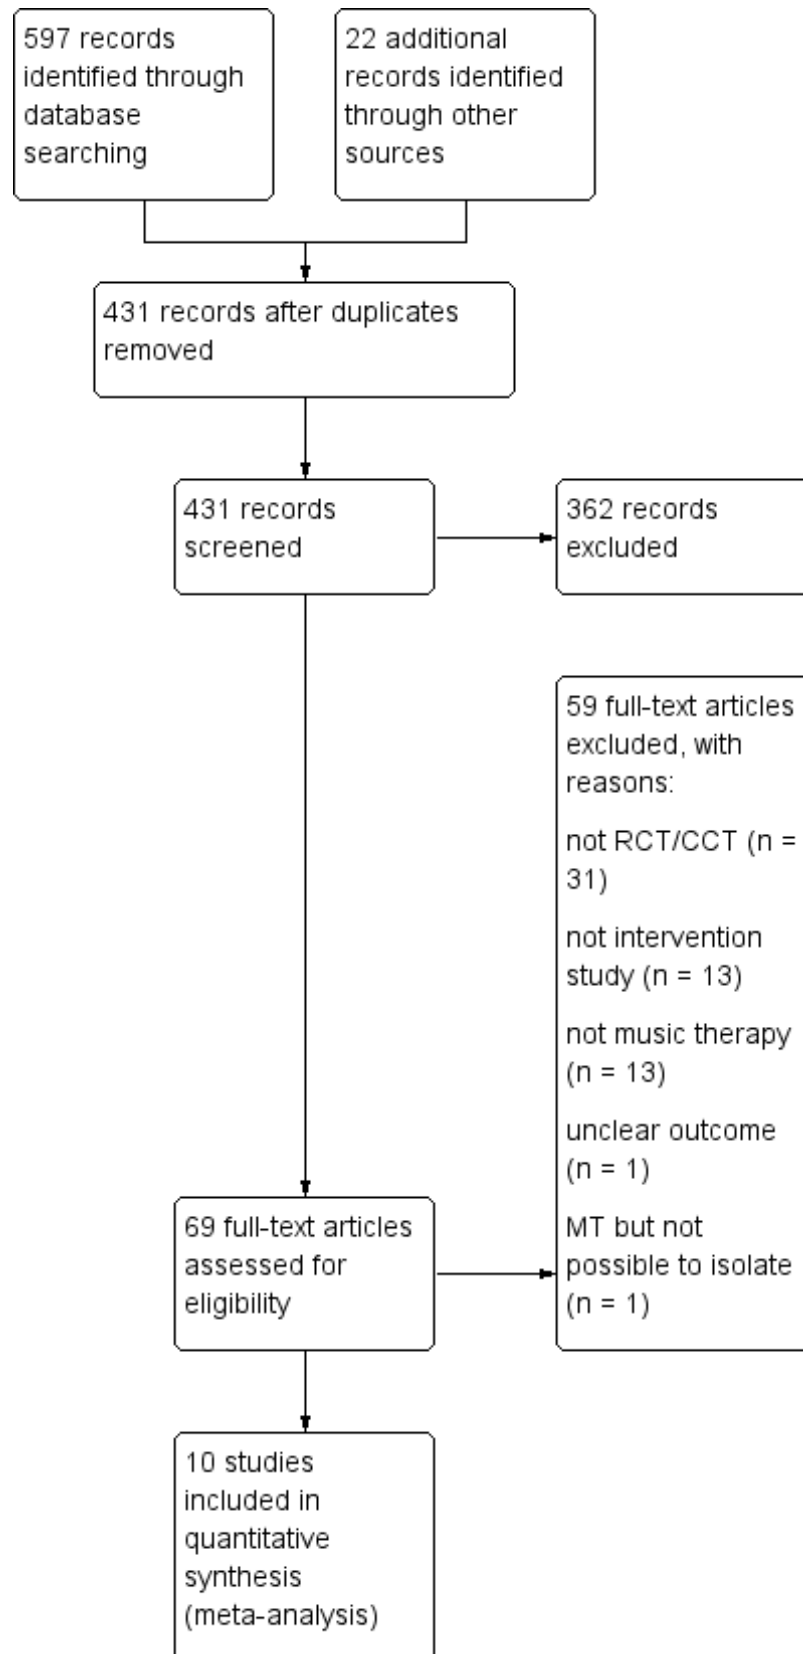 597 records
identified through
database
searching
22 additional
records identified
through other
sources
431 records after duplicates
removed
431 records
screened
362 records
excluded
59 full-text articles
excluded, with
reasons:
not RCT/CCT (n =
31)
not intervention
study (n = 13)
not music therapy
(n = 13)
unclear outcome
(n = 1)
MT but not
possible to isolate
(n = 1)
69 full-text articles
assessed for
eligibility
10 studies
included in
quantitative
synthesis
(meta-analysis)